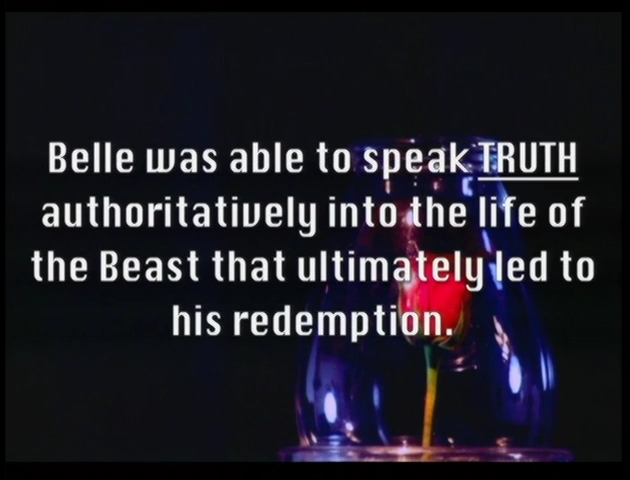 Belle was able to speak TRUTH
authoritatively into the life of
the Beast that ultimately led to
his redemption.